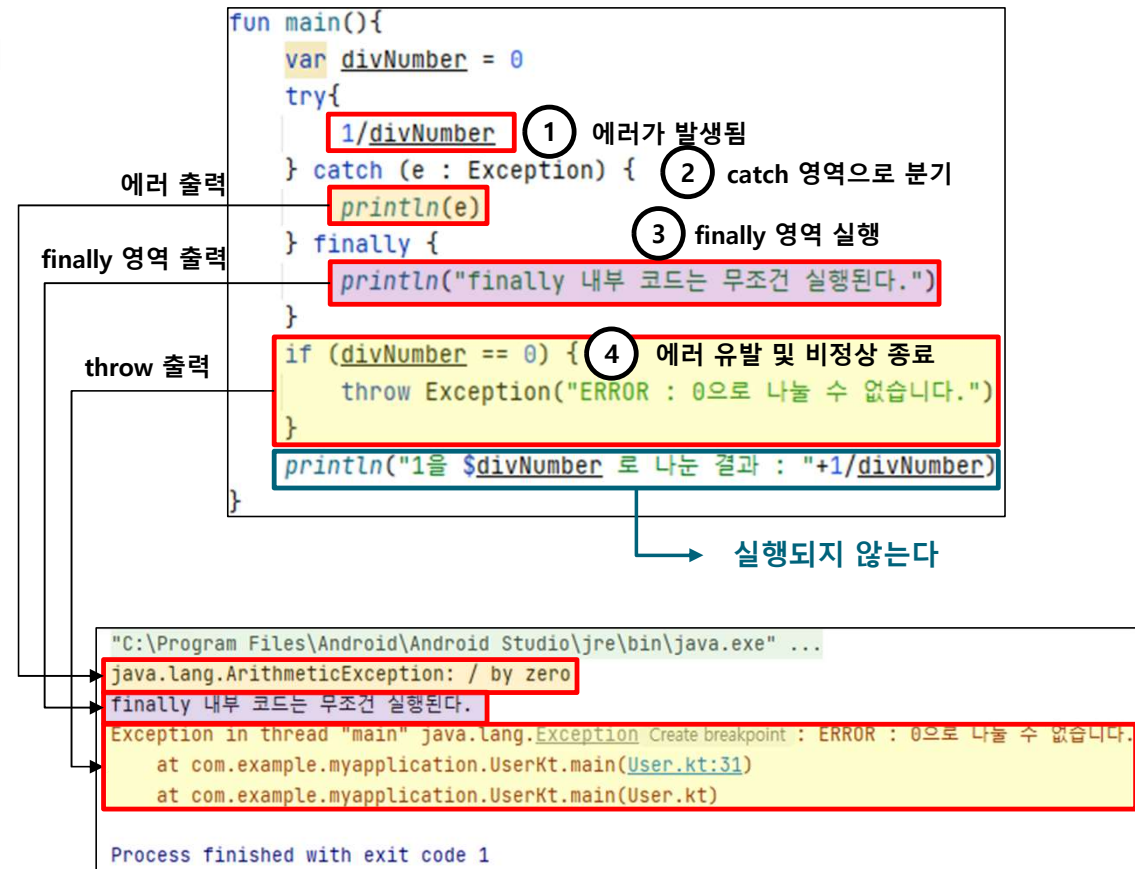 fun main(){
var divNumber = 0
try{
1/divNumber 1 에러가 발생됨
} catch (e : Exception) { 2 catch 영역으로 분기
에러 출력 println(e)
} finally { 3 finally 영역 실행
finally 영역 출력 println("finally 내부 코드는 무조건 실행된다.")
}
throw 출력 if (divNumber == 0) { 4 에러 유발 및 비정상 종료
throw Exception("ERROR : 0으로 나눌 수 없습니다.")
}
println("1을 $divNumber 로 나눈 결과 : "+1/divNumber)
}
실행되지 않는다
"C:\Program Files\Android\Android Studio\jre\bin\java.exe" ...
java.lang.ArithmeticException: / by zero
finally 내부 코드는 무조건 실행된다.
Exception in thread "main" java.lang.Exception Create breakpoint : ERROR : 0으로 나눌 수 없습니다.
at com.example.myapplication.UserKt.main(User.kt:31)
at com.example.myapplication.UserKt.main(User.kt)
Process finished with exit code 1